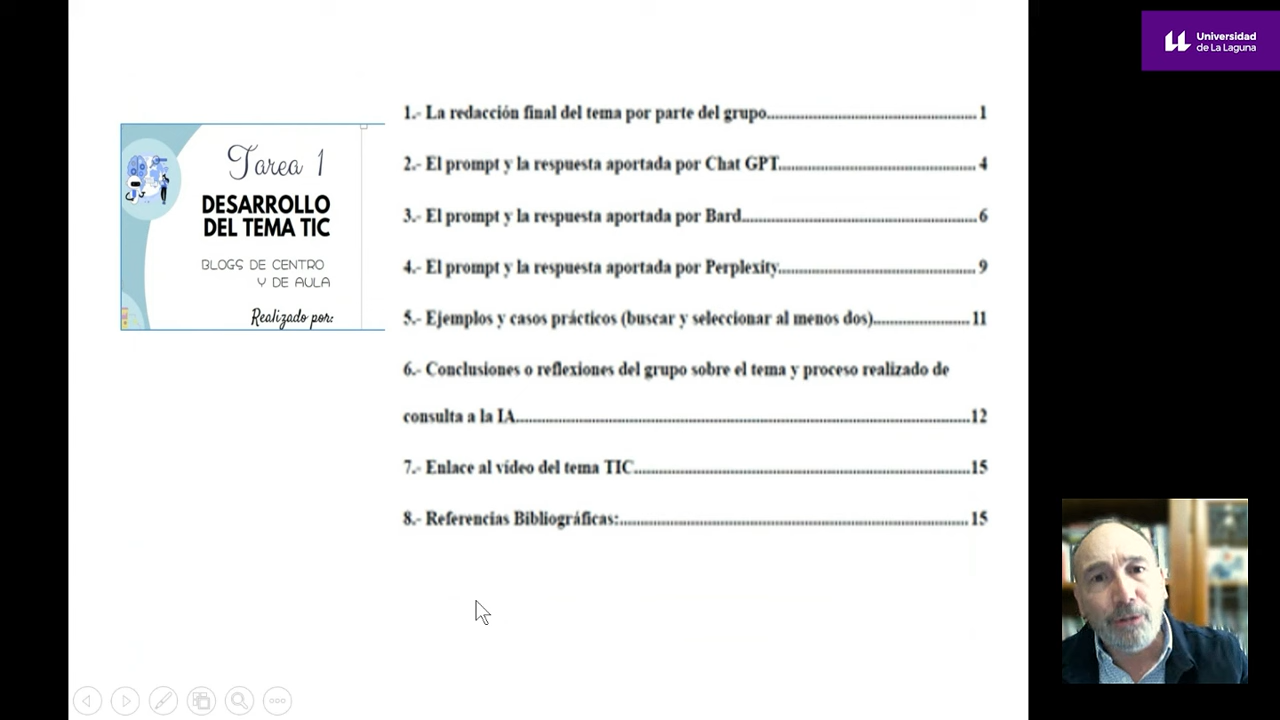 Universidad
de La Laguna
Tarea 1
DESARROLLO
DEL TEMA TIC
BLOGS DE CENTRO
Y DE AULA
Realizado por:
1.- La redacción final del tema por parte del grupo....................1
2.- El prompt y la respuesta aportada por Chat GPT....................4
3.- El prompt y la respuesta aportada por Bard....................6
4.- El prompt y la respuesta aportada por Perplexity....................9
5.- Ejemplos y casos prácticos (buscar y seleccionar al menos dos)....................11
6.- Conclusiones o reflexiones del grupo sobre el tema y proceso realizado de
consulta a la IA....................12
7.- Enlace al vídeo del tema TIC....................15
8.- Referencias Bibliográficas:....................15